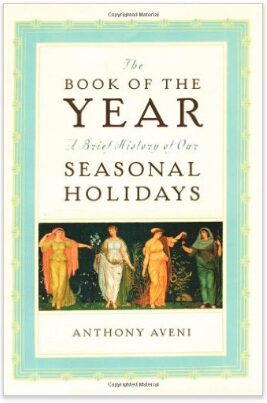 Copyrighted Material
The
BOOK OF THE
YEAR
A Brief History of Our
SEASONAL
HOLIDAYS
ANTHONY AVENI
Copyrighted Material